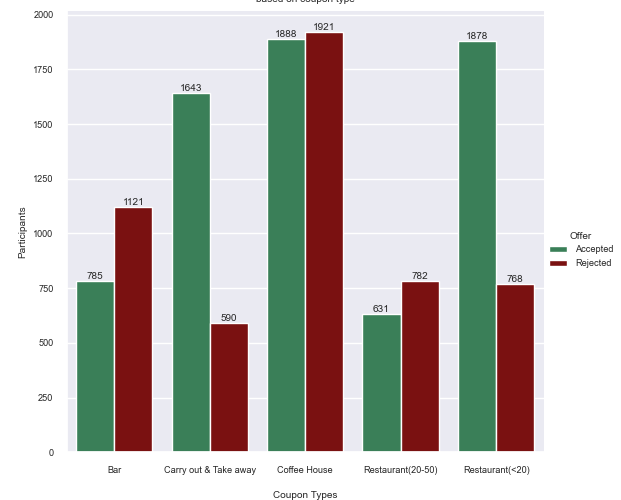 based on coupon type
2000
1750
1500
1250
1000
750
500
250
0
Participants
785
1121
1643
590
1888
1921
631
782
1878
768
Offer
Accepted
Rejected
Bar
Carry out & Take away
Coffee House
Restaurant(20-50)
Restaurant(<20)
Coupon Types